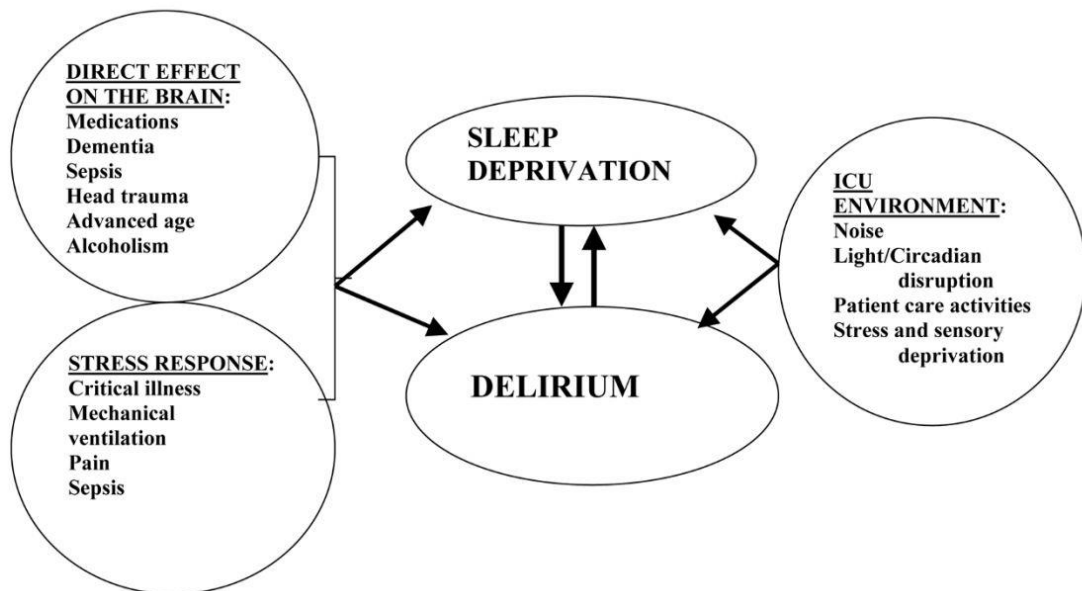 DIRECT EFFECT
ON THE BRAIN:
Medications
Dementia
Sepsis
Head trauma
Advanced age
Alcoholism
STRESS RESPONSE:
Critical illness
Mechanical
ventilation
Pain
Sepsis
SLEEP
DEPRIVATION
DELIRIUM
ICU
ENVIRONMENT:
Noise
Light/Circadian
disruption
Patient care activities
Stress and sensory
deprivation